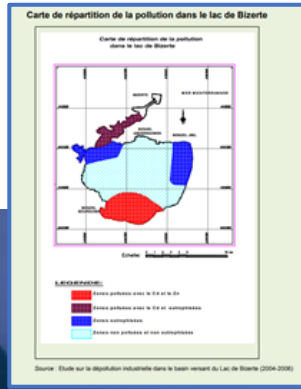 Carte de répartition de la pollution dans le lac de Bizerte
Carte de répartition de la pollution
dans le lac de Bizerte
BIZERTE
MER MEDITERRANEE
MENZEL
MENZEL JMIL
MENZEL
BOURGUIBA
Echelle:
LEGENDE:
Zones polluées avec le Cd et le Zn
Zones polluées avec le Cd et eutrophisées
Zones eutrophisées
Zones non polluées et non eutrophisées
Source : Etude sur la dépollution industrielle dans le basin versant du Lac de Bizerte (2004-2006)